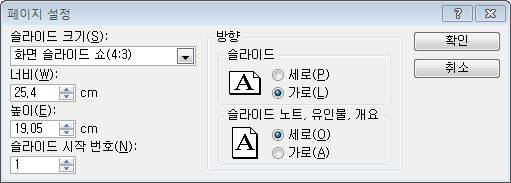 페이지 설정
슬라이드 크기(S):
화면 슬라이드 쇼(4:3)
너비(W):
25,4 cm
높이(E):
19,05 cm
슬라이드 시작 번호(N):
1
방향
슬라이드
A
세로(P)
가로(L)
슬라이드 노트, 유인물, 개요
A
세로(O)
가로(A)
확인
취소